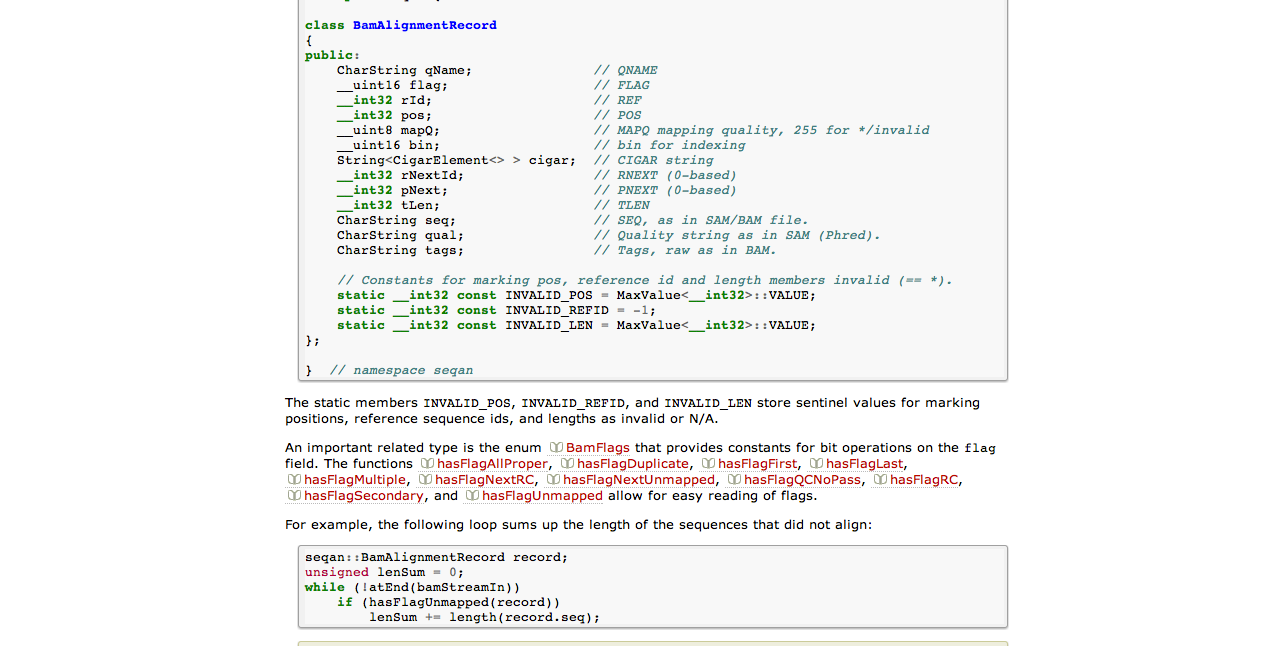 class BamAlignmentRecord
{
public:
    CharString qName;               // QNAME
    __uint16 flag;                  // FLAG
    __int32 rId;                    // REF
    __int32 pos;                    // POS
    __uint8 mapQ;                   // MAPQ mapping quality, 255 for */invalid
    __uint16 bin;                   // bin for indexing
    String<CigarElement<> > cigar;  // CIGAR string
    __int32 rNextId;                // RNEXT (0-based)
    __int32 pNext;                  // PNEXT (0-based)
    __int32 tLen;                   // TLEN
    CharString seq;                 // SEQ, as in SAM/BAM file.
    CharString qual;                // Quality string as in SAM (Phred).
    CharString tags;                // Tags, raw as in BAM.
    // Constants for marking pos, reference id and length members invalid (== *).
    static __int32 const INVALID_POS = MaxValue<__int32>::VALUE;
    static __int32 const INVALID_REFID = -1;
    static __int32 const INVALID_LEN = MaxValue<__int32>::VALUE;
};
}  // namespace seqan
The static members INVALID_POS, INVALID_REFID, and INVALID_LEN store sentinel values for marking
positions, reference sequence ids, and lengths as invalid or N/A.
An important related type is the enum BamFlags that provides constants for bit operations on the flag
field. The functions hasFlagAllProper, hasFlagDuplicate, hasFlagFirst, hasFlagLast,
hasFlagMultiple, hasFlagNextRC, hasFlagNextUnmapped, hasFlagQCNoPass, hasFlagRC,
hasFlagSecondary, and hasFlagUnmapped allow for easy reading of flags.
For example, the following loop sums up the length of the sequences that did not align:
seqan::BamAlignmentRecord record;
unsigned lenSum = 0;
while (!atEnd(bamStreamIn))
    if (hasFlagUnmapped(record))
        lenSum += length(record.seq);